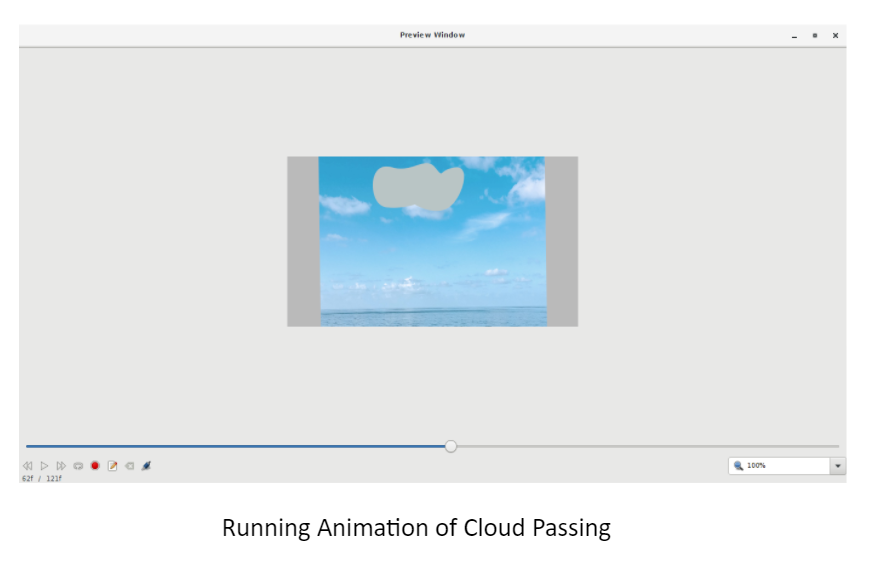 Preview Window
100%
62f / 121f
Running Animation of Cloud Passing